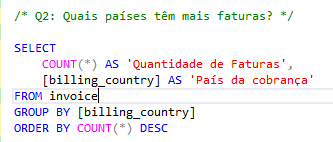 /* Q2: Quais países têm mais faturas? */
SELECT
COUNT(*) AS 'Quantidade de Faturas',
[billing_country] AS 'País da cobrança'
FROM invoice
GROUP BY [billing_country]
ORDER BY COUNT(*) DESC